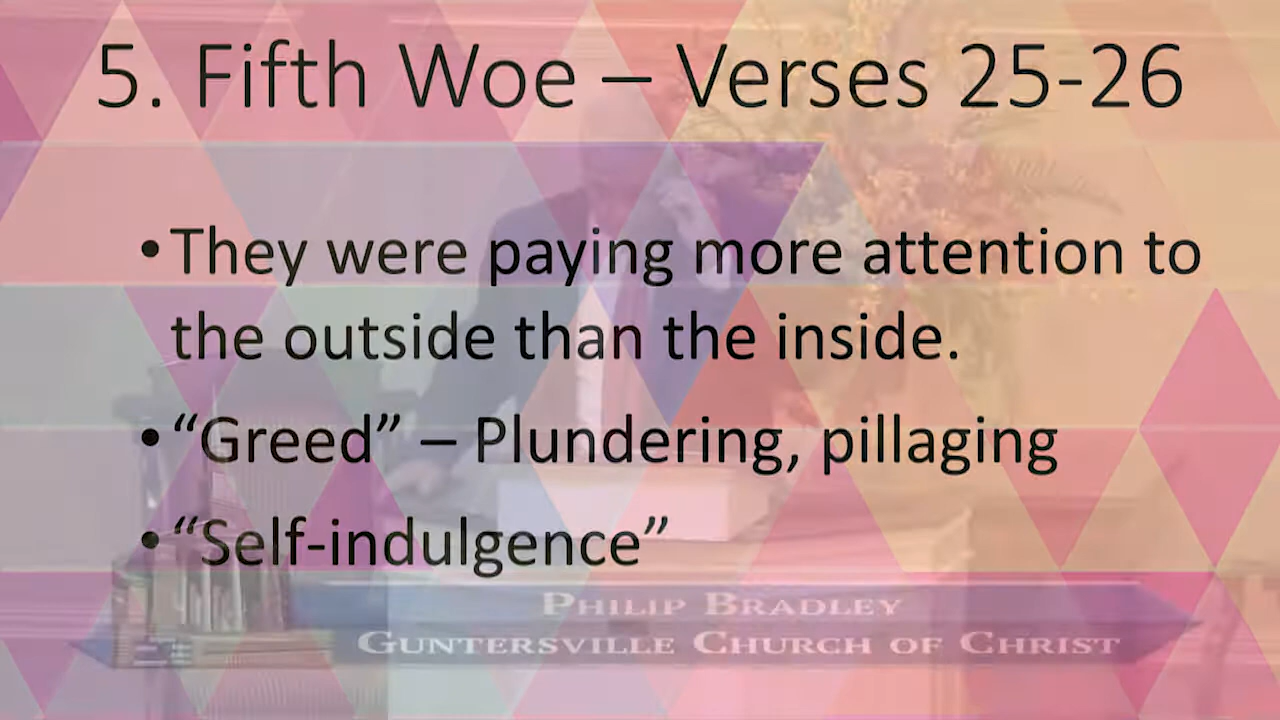 5. Fifth Woe – Verses 25-26
•They were paying more attention to
the outside than the inside.
•“Greed” – Plundering, pillaging
•“Self-indulgence”
PHILIP BRADLEY
GUNTERSVILLE CHURCH OF CHRIST